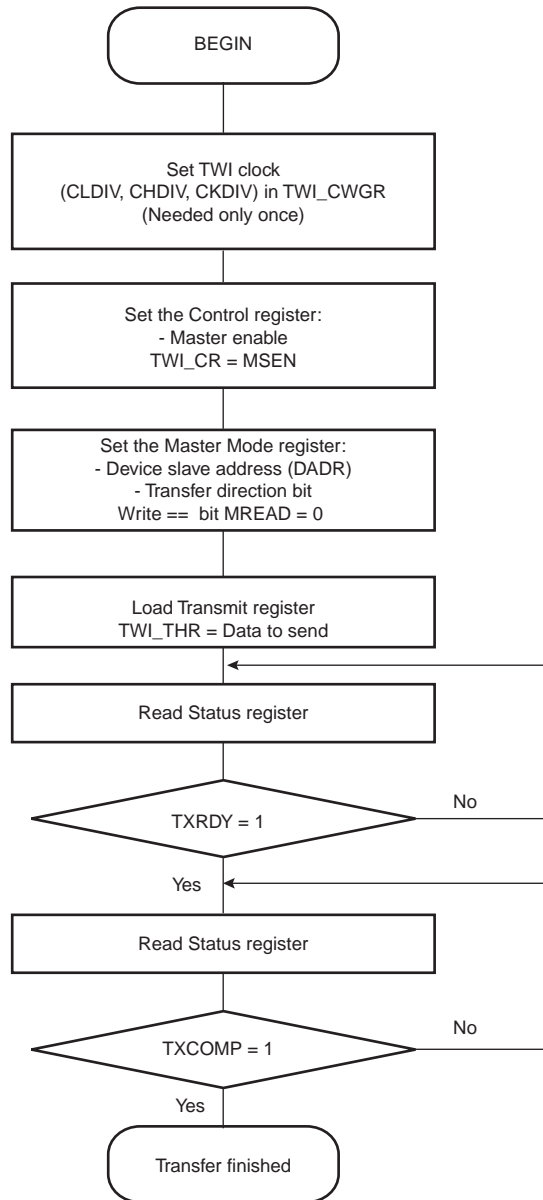 BEGIN
Set TWI clock
(CLDIV, CHDIV, CKDIV) in TWI_CWGR
(Needed only once)
Set the Control register:
- Master enable
TWI_CR = MSEN
Set the Master Mode register:
- Device slave address (DADR)
- Transfer direction bit
Write == bit MREAD = 0
Load Transmit register
TWI_THR = Data to send
Read Status register
TXRDY = 1
No
Yes
Read Status register
TXCOMP = 1
No
Yes
Transfer finished